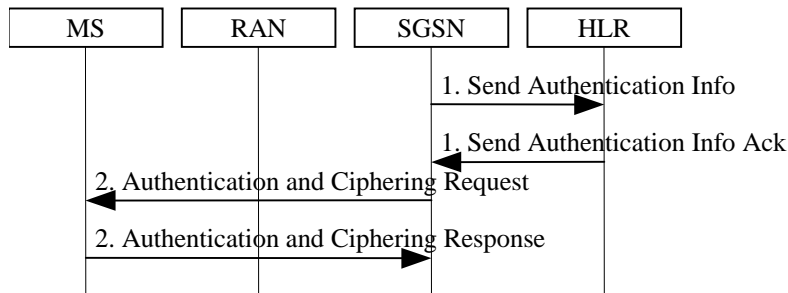 MS RAN SGSN HLR
1. Send Authentication Info
1. Send Authentication Info Ack
2. Authentication and Ciphering Request
2. Authentication and Ciphering Response